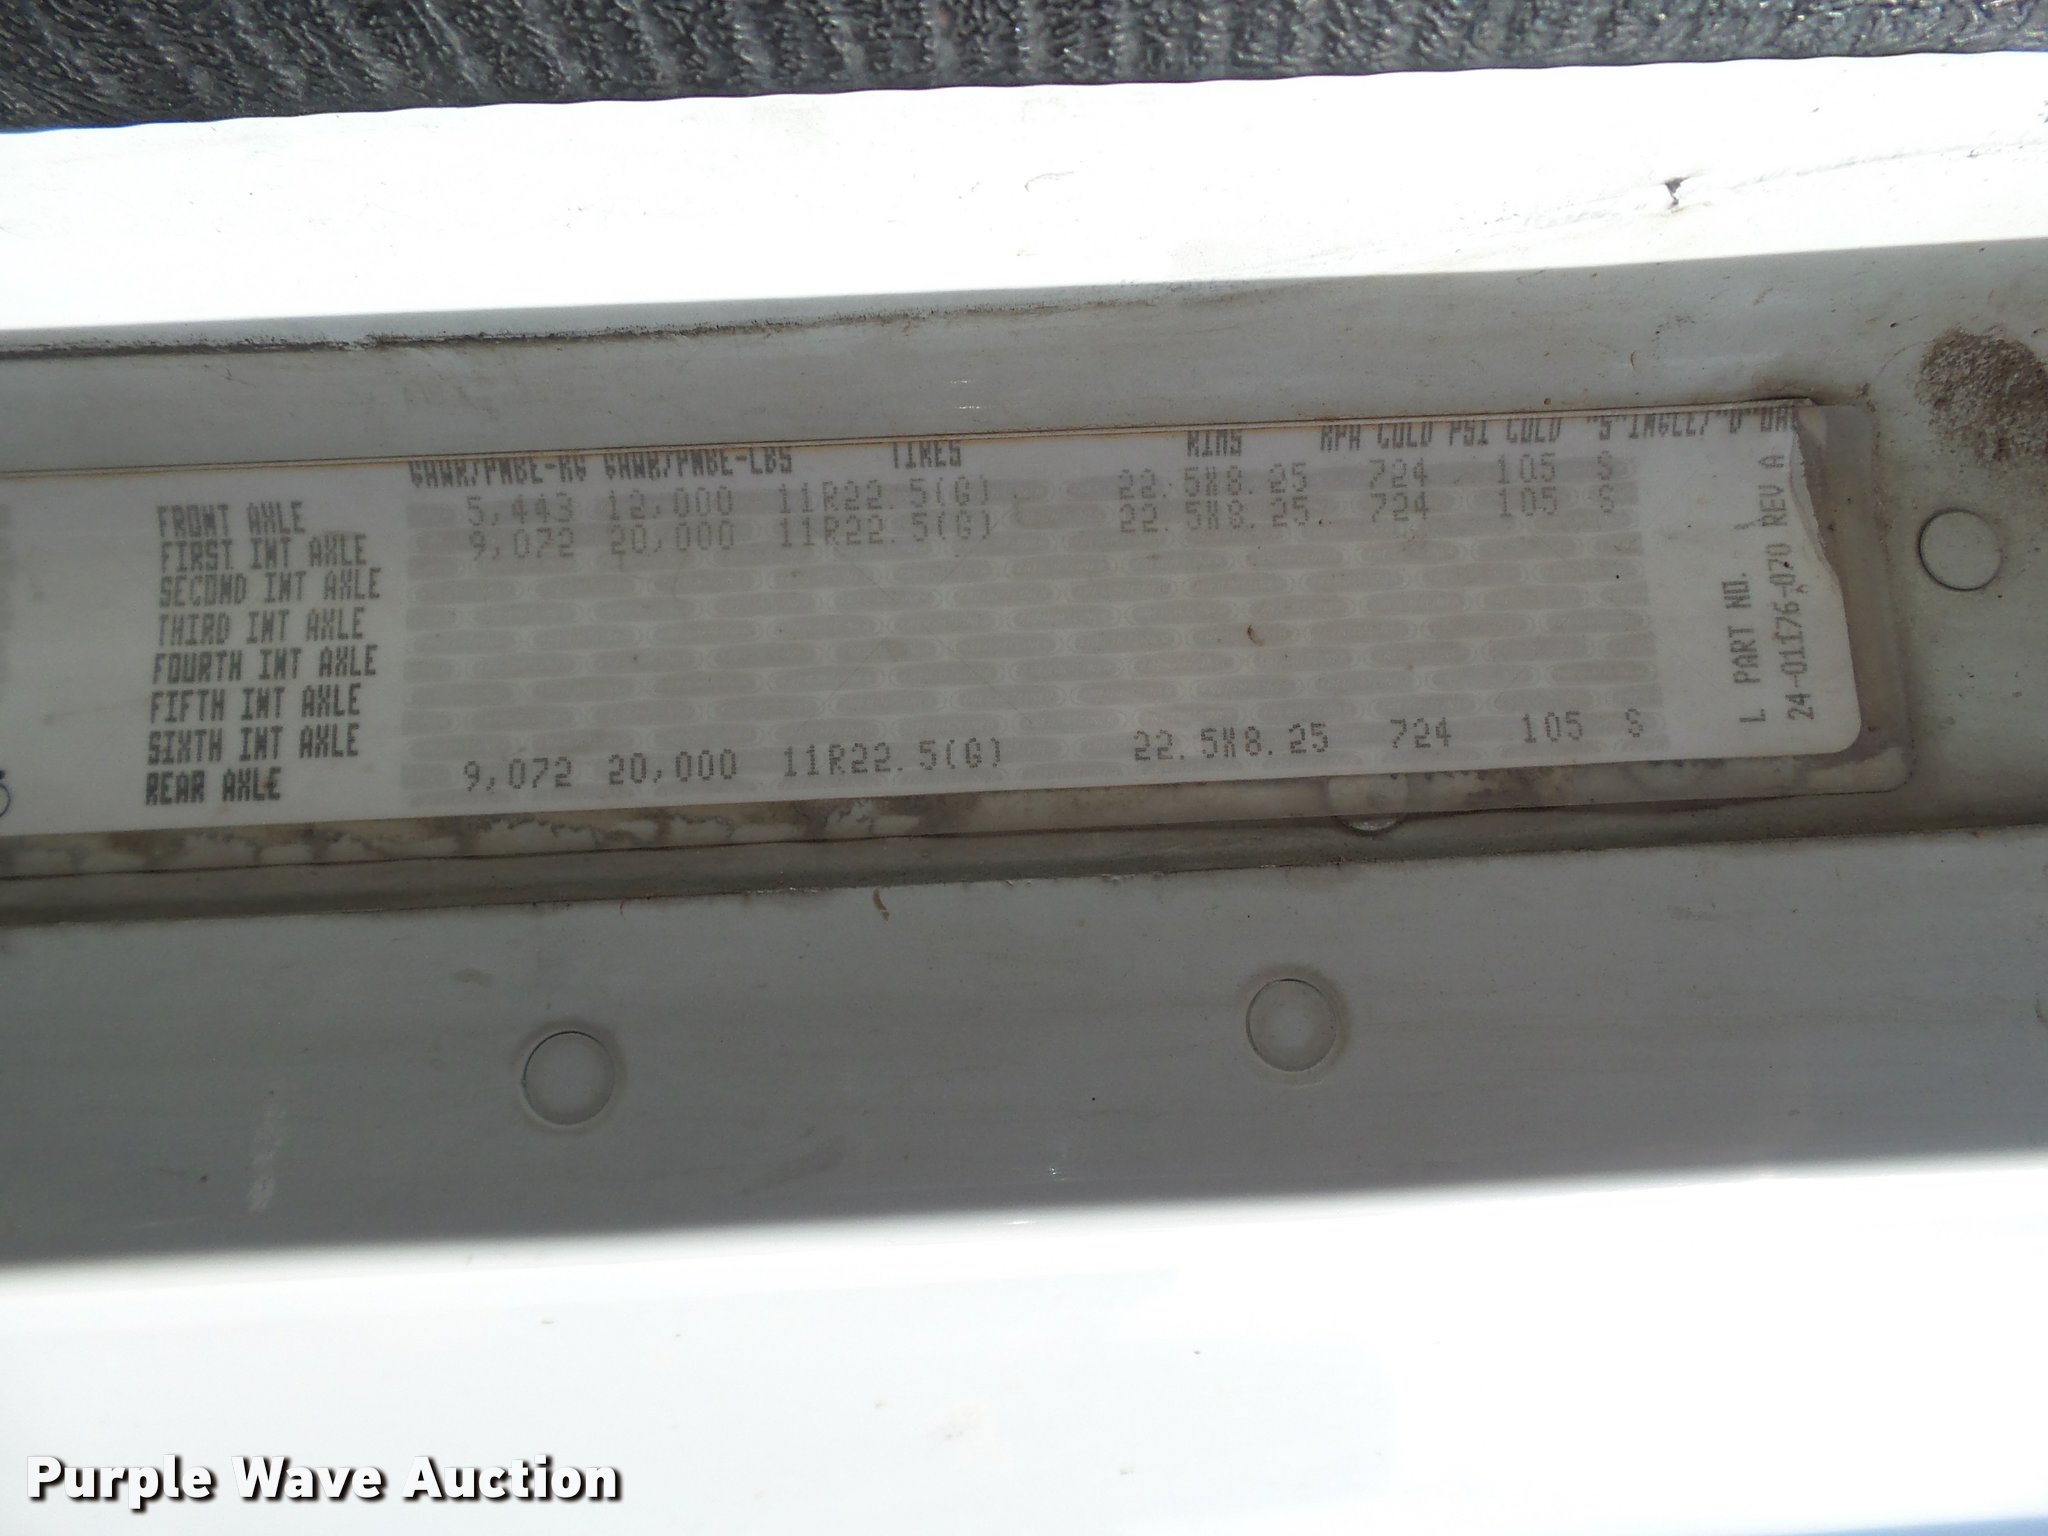 GAWR/PNBE-KG GAWR/PNBE-LBS TIRES RIMS KPA COLD PSI COLD "S"INGLE/"D"UAL
FRONT AXLE 5,443 12,000 11R22.5(G) 22.5X8.25 724 105 S
FIRST INT AXLE 9,072 20,000 11R22.5(G) 22.5X8.25 724 105 S
SECOND INT AXLE
THIRD INT AXLE
FOURTH INT AXLE
FIFTH INT AXLE
SIXTH INT AXLE
REAR AXLE 9,072 20,000 11R22.5(G) 22.5X8.25 724 105 S
L PART NO.
24-01176-070 REV A
Purple Wave Auction